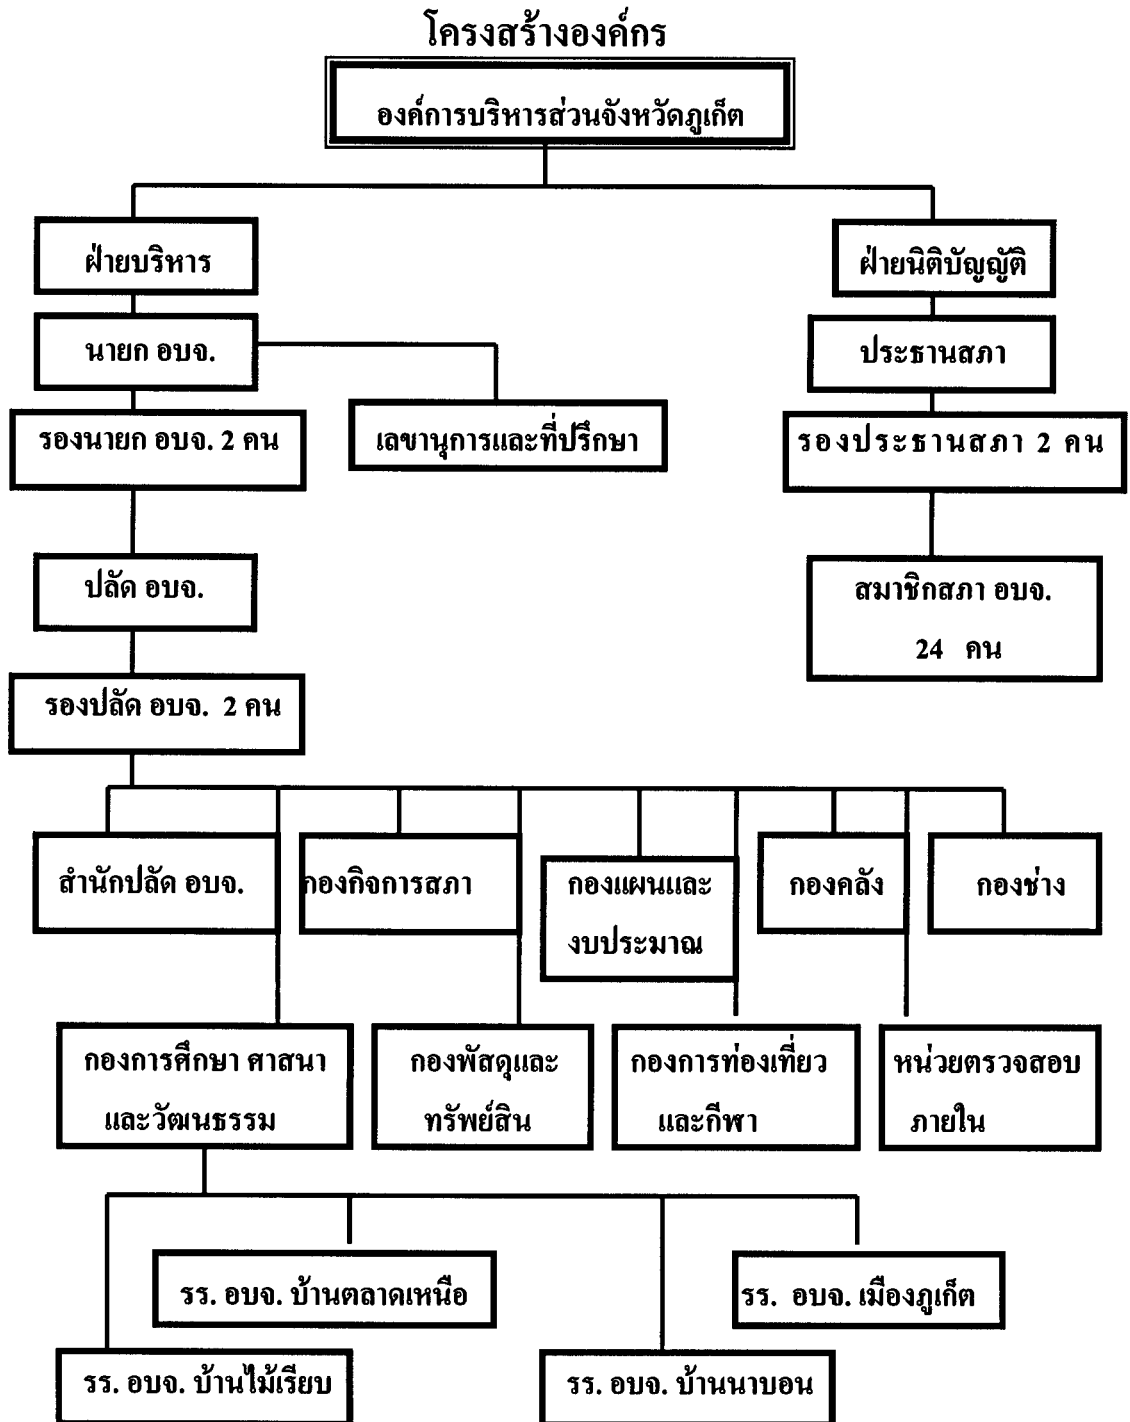 โครงสร้างองค์กร
องค์การบริหารส่วนจังหวัดภูเก็ต
ฝ่ายบริหาร
ฝ่ายนิติบัญญัติ
นายก อบจ.
ประธานสภา
รองนายก อบจ. 2 คน
เลขานุการและที่ปรึกษา
รองประธานสภา 2 คน
ปลัด อบจ.
สมาชิกสภา อบจ.
24 คน
รองปลัด อบจ. 2 คน
สำนักปลัด อบจ.
กองกิจการสภา
กองแผนและ
งบประมาณ
กองคลัง
กองช่าง
กองการศึกษา ศาสนา
และวัฒนธรรม
กองพัสดุและ
ทรัพย์สิน
กองการท่องเที่ยว
และกีฬา
หน่วยตรวจสอบ
ภายใน
รร. อบจ. บ้านตลาดเหนือ
รร. อบจ. เมืองภูเก็ต
รร. อบจ. บ้านไม้เรียบ
รร. อบจ. บ้านนาบอน